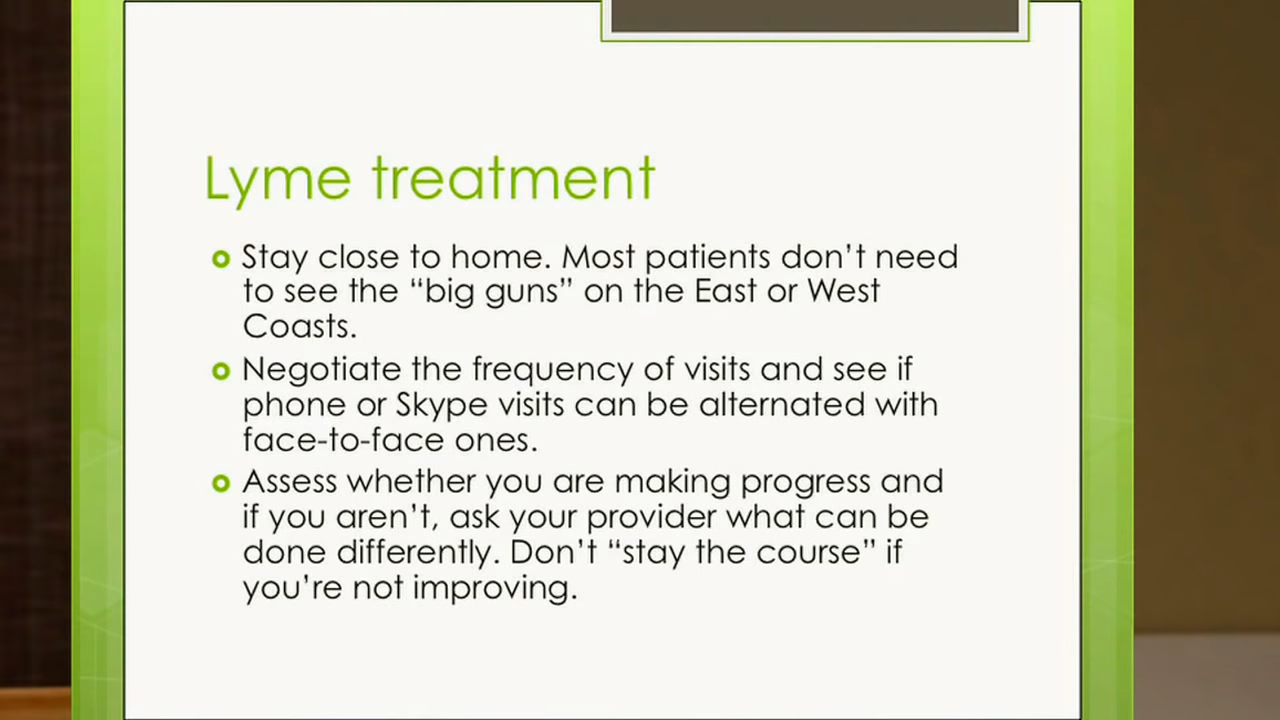 Lyme treatment
Stay close to home. Most patients don’t need
to see the “big guns” on the East or West
Coasts.
Negotiate the frequency of visits and see if
phone or Skype visits can be alternated with
face-to-face ones.
Assess whether you are making progress and
if you aren’t, ask your provider what can be
done differently. Don’t “stay the course” if
you’re not improving.